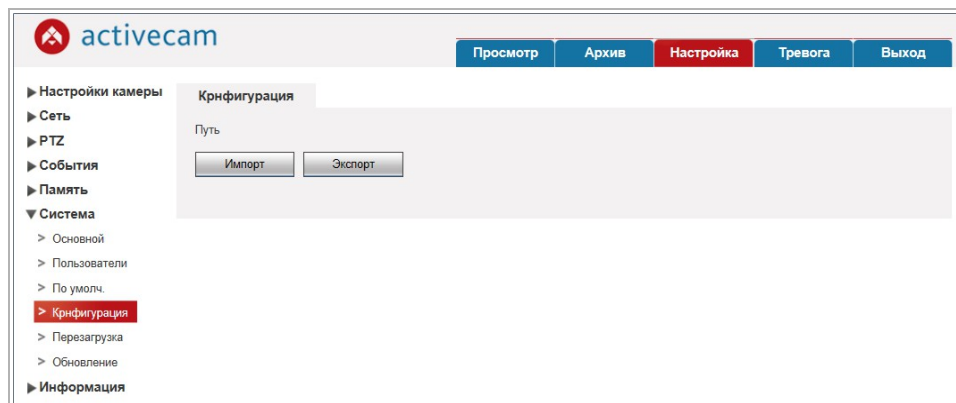 activecam
Просмотр
Архив
Настройка
Тревога
Выход
Настройки камеры
Сеть
PTZ
События
Память
Система
> Основной
> Пользователи
> По умолч.
> Крнфигурация
> Перезагрузка
> Обновление
Информация
Крнфигурация
Путь
Импорт
Экспорт